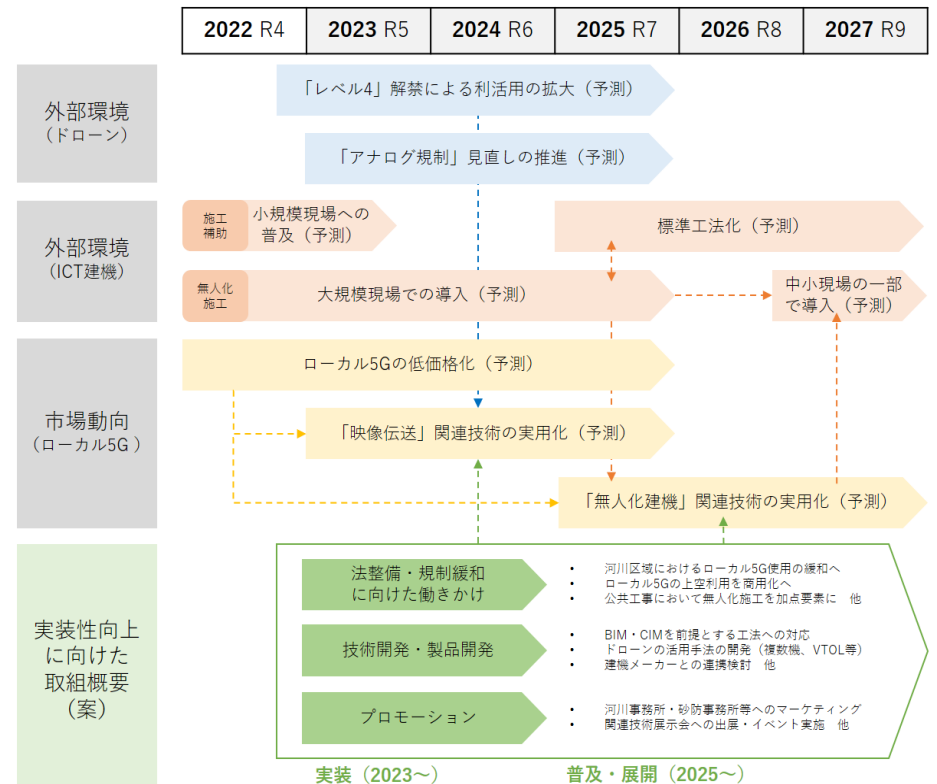 2022 R4 2023 R5 2024 R6 2025 R7 2026 R8 2027 R9
外部環境
(ドローン)
「レベル4」解禁による利活用の拡大（予測）
「アナログ規制」見直しの推進（予測）
外部環境
(ICT建機)
施工
補助
小規模現場への
普及（予測）
標準工法化（予測）
無人化
施工
大規模現場での導入（予測）
中小現場の一部
で導入（予測）
市場動向
（ローカル5G ）
ローカル5Gの低価格化（予測）
「映像伝送」関連技術の実用化（予測）
「無人化建機」関連技術の実用化（予測）
実装性向上
に向けた
取組概要
（案）
法整備・規制緩和
に向けた働きかけ
• 河川区域におけるローカル5G使用の緩和へ
• ローカル5Gの上空利用を商用化へ
• 公共工事において無人化施工を加点要素に　他
技術開発・製品開発
• BIM・CIMを前提とする工法への対応
• ドローンの活用手法の開発（複数機、VTOL等）
• 建機メーカーとの連携検討　他
プロモーション
• 河川事務所・砂防事務所等へのマーケティング
• 関連技術展示会への出展・イベント実施　他
実装（2023～）
普及・展開（2025～）